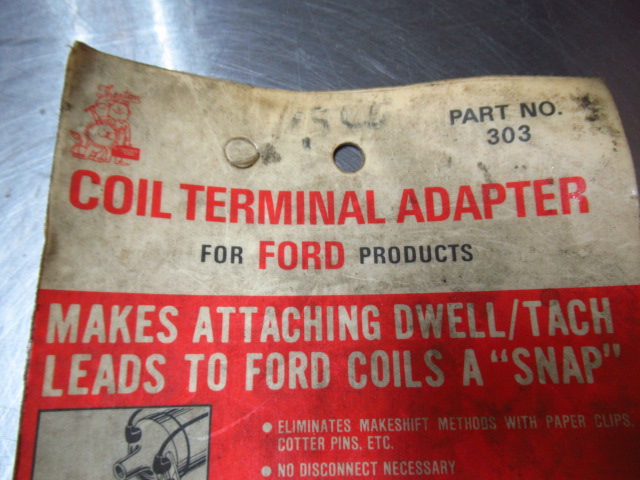 PART NO.
303
COIL TERMINAL ADAPTER
FOR FORD PRODUCTS
MAKES ATTACHING DWELL/TACH
LEADS TO FORD COILS A "SNAP"
• ELIMINATES MAKESHIFT METHODS WITH PAPER CLIPS,
COTTER PINS, ETC.
• NO DISCONNECT NECESSARY